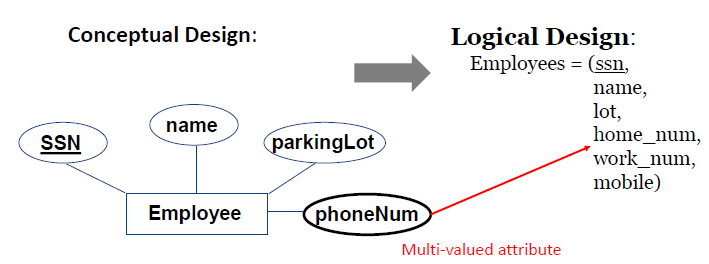 Conceptual Design:
Logical Design:
Employees = (ssn,
name,
lot,
home_num,
work_num,
mobile)
name
SSN
parkingLot
Employee
phoneNum
Multi-valued attribute